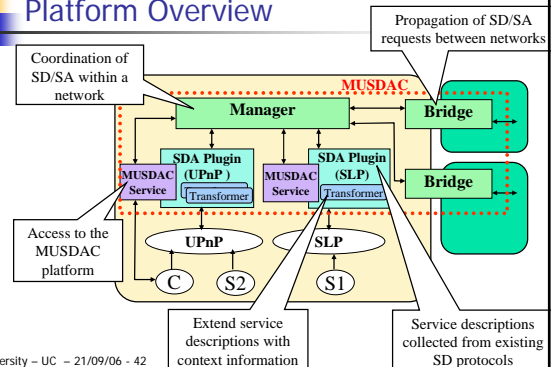 Platform Overview
Propagation of SD/SA
requests between networks
Coordination of
SD/SA within a
network
MUSDAC
Manager
Bridge
SDA Plugin
(UPnP )
MUSDAC
Service
Transformer
SDA Plugin
(SLP)
MUSDAC
Service
Transformer
Bridge
Access to the
MUSDAC
platform
UPnP
SLP
C
S2
S1
Extend service
descriptions with
context information
Service descriptions
collected from existing
SD protocols
ersity – UC – 21/09/06 - 42